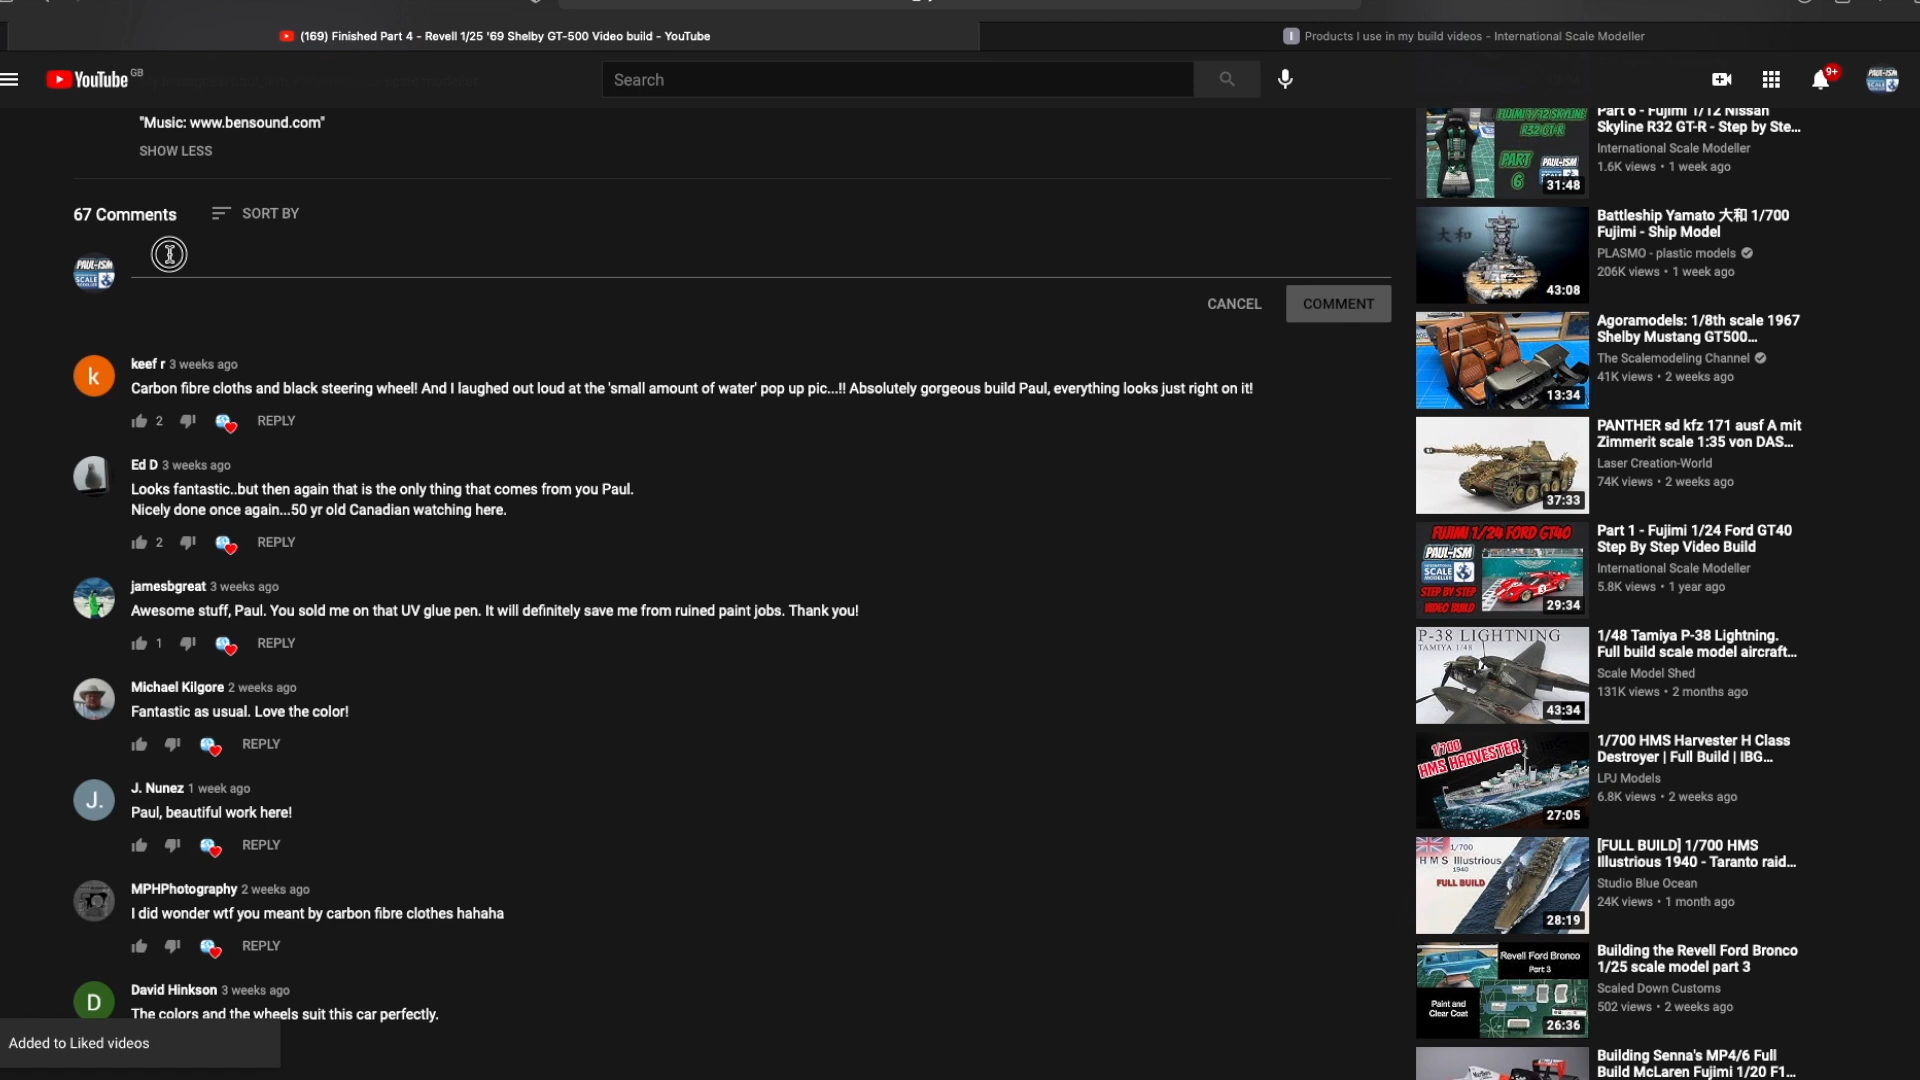 (169) Finished Part 4 - Revell 1/25 '69 Shelby GT-500 Video build - YouTube
Products I use in my build videos - International Scale Modeller
YouTube GB
Search
9+
"Music: www.bensound.com"
SHOW LESS
67 Comments
SORT BY
CANCEL
COMMENT
keef r 3 weeks ago
Carbon fibre cloths and black steering wheel! And I laughed out loud at the 'small amount of water' pop up pic...!! Absolutely gorgeous build Paul, everything looks just right on it!
2
REPLY
Ed D 3 weeks ago
Looks fantastic..but then again that is the only thing that comes from you Paul.
Nicely done once again...50 yr old Canadian watching here.
2
REPLY
jamesbgreat 3 weeks ago
Awesome stuff, Paul. You sold me on that UV glue pen. It will definitely save me from ruined paint jobs. Thank you!
1
REPLY
Michael Kilgore 2 weeks ago
Fantastic as usual. Love the color!
REPLY
J.
J. Nunez 1 week ago
Paul, beautiful work here!
REPLY
MPHPhotography 2 weeks ago
I did wonder wtf you meant by carbon fibre clothes hahaha
REPLY
D
David Hinkson 3 weeks ago
The colors and the wheels suit this car perfectly.
Added to Liked videos
FUJIMI 1/12 SKYLINE
R32 GT-R
PART
6
PAUL-ISM
31:48
Part 6 - Fujimi 1/12 Nissan
Skyline R32 GT-R - Step by Ste...
International Scale Modeller
1.6K views • 1 week ago
大和
43:08
Battleship Yamato 大和 1/700
Fujimi - Ship Model
PLASMO - plastic models
206K views • 1 week ago
13:34
Agoramodels: 1/8th scale 1967
Shelby Mustang GT500...
The Scalemodeling Channel
41K views • 2 weeks ago
37:33
PANTHER sd kfz 171 ausf A mit
Zimmerit scale 1:35 von DAS...
Laser Creation-World
74K views • 2 weeks ago
FUJIMI 1/24 FORD GT40
PAUL-ISM
SCALE
STEP BY STEP
VIDEO BUILD
29:34
Part 1 - Fujimi 1/24 Ford GT40
Step By Step Video Build
International Scale Modeller
5.8K views • 1 year ago
P-38 LIGHTNING
TAMIYA 1/48
43:34
1/48 Tamiya P-38 Lightning.
Full build scale model aircraft...
Scale Model Shed
131K views • 2 months ago
1/700
HMS HARVESTER
27:05
1/700 HMS Harvester H Class
Destroyer | Full Build | IBG...
LPJ Models
6.8K views • 2 weeks ago
1/700
HMS Illustrious
1940
FULL BUILD
28:19
[FULL BUILD] 1/700 HMS
Illustrious 1940 - Taranto raid...
Studio Blue Ocean
24K views • 1 month ago
Revell Ford Bronco
Part 3
Paint and
Clear Coat
26:36
Building the Revell Ford Bronco
1/25 scale model part 3
Scaled Down Customs
502 views • 2 weeks ago
Building Senna's MP4/6 Full
Build McLaren Fujimi 1/20 F1...